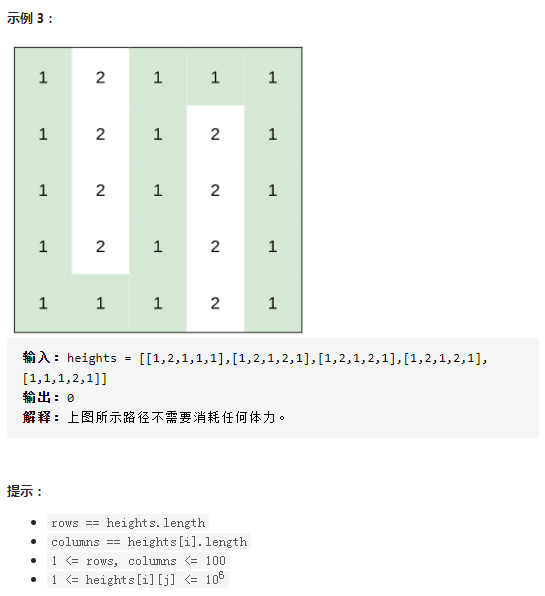 示例 3：
1 2 1 1 1
1 2 1 2 1
1 2 1 2 1
1 2 1 2 1
1 1 1 2 1
输入：heights = [[1,2,1,1,1],[1,2,1,2,1],[1,2,1,2,1],[1,2,1,2,1],
[1,1,1,2,1]]
输出：0
解释：上图所示路径不需要消耗任何体力。
提示：
rows == heights.length
columns == heights[i].length
1 <= rows, columns <= 100
1 <= heights[i][j] <= 10⁶